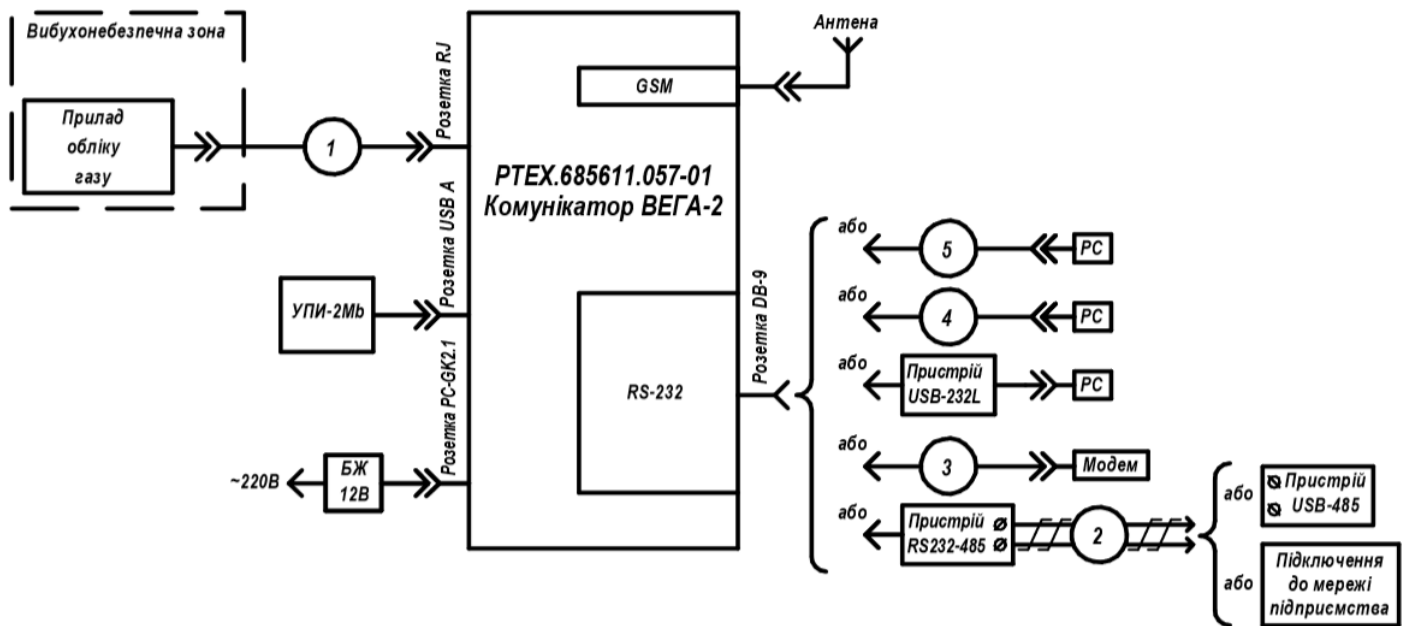 Вибухонебезпечна зона
Прилад
обліку
газу
1
Розетка RJ
Розетка USB A
Розетка PC-GK2.1
УПИ-2Mb
~220В
БЖ
12В
GSM
Антена
РТЕХ.685611.057-01
Комунікатор ВЕГА-2
RS-232
Розетка DB-9
або
5
PC
або
4
PC
або
Пристрій
USB-232L
PC
або
3
Модем
або
Пристрій
RS232-485
2
або
Пристрій
USB-485
або
Підключення
до мережі
підприсмства